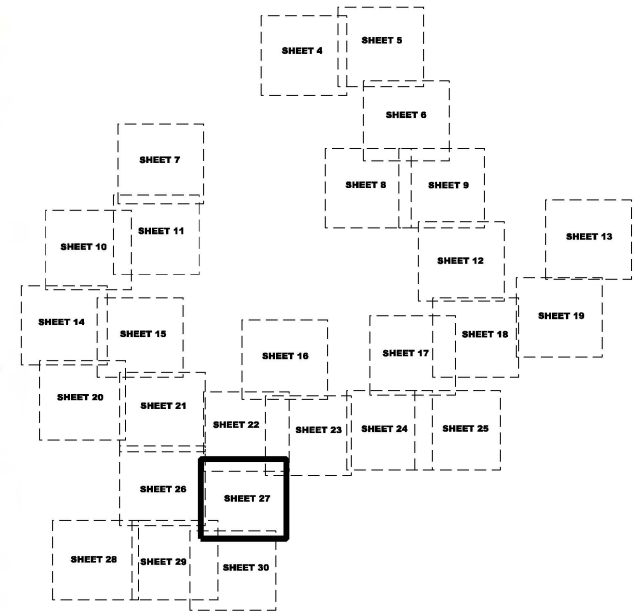 SHEET 4
SHEET 5
SHEET 6
SHEET 7
SHEET 8
SHEET 9
SHEET 10
SHEET 11
SHEET 12
SHEET 13
SHEET 14
SHEET 15
SHEET 16
SHEET 17
SHEET 18
SHEET 19
SHEET 20
SHEET 21
SHEET 22
SHEET 23
SHEET 24
SHEET 25
SHEET 26
SHEET 27
SHEET 28
SHEET 29
SHEET 30